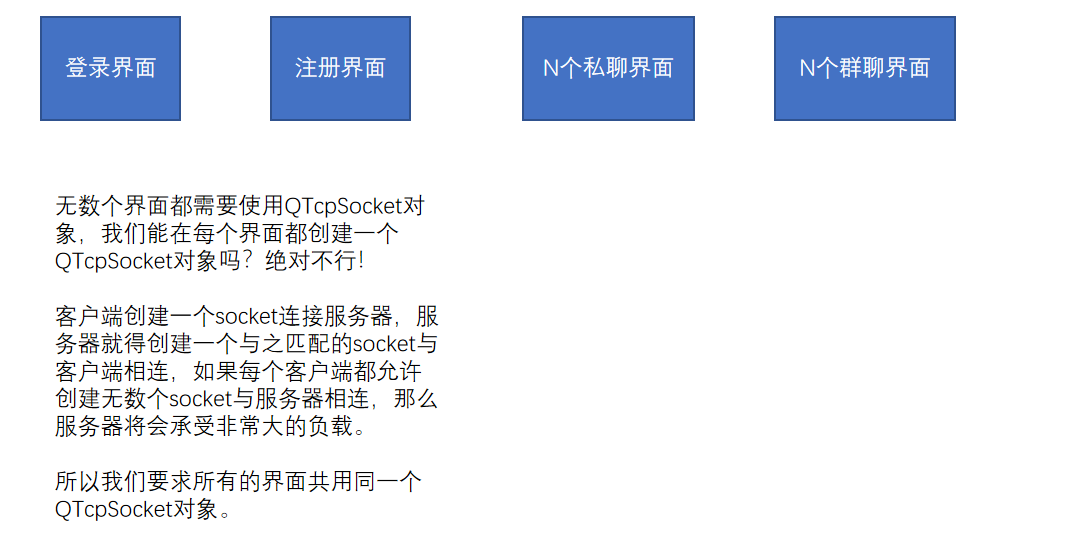 登录界面
注册界面
N个私聊界面
N个群聊界面
无数个界面都需要使用QTcpSocket对
象，我们能在每个界面都创建一个
QTcpSocket对象吗？绝对不行！
客户端创建一个socket连接服务器，服
务器就得创建一个与之匹配的socket与
客户端相连，如果每个客户端都允许
创建无数个socket与服务器相连，那么
服务器将会承受非常大的负载。
所以我们要求所有的界面共用同一个
QTcpSocket对象。